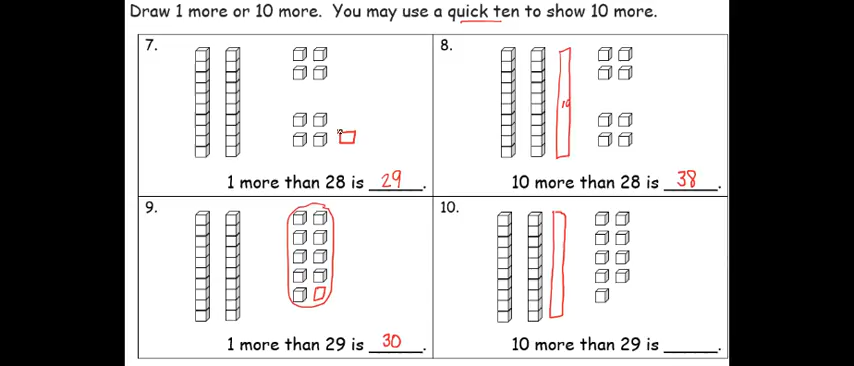 Draw 1 more or 10 more. You may use a quick ten to show 10 more.
7.
1 more than 28 is 29.
8.
10
10 more than 28 is 38.
9.
1 more than 29 is 30.
10.
10 more than 29 is ______.